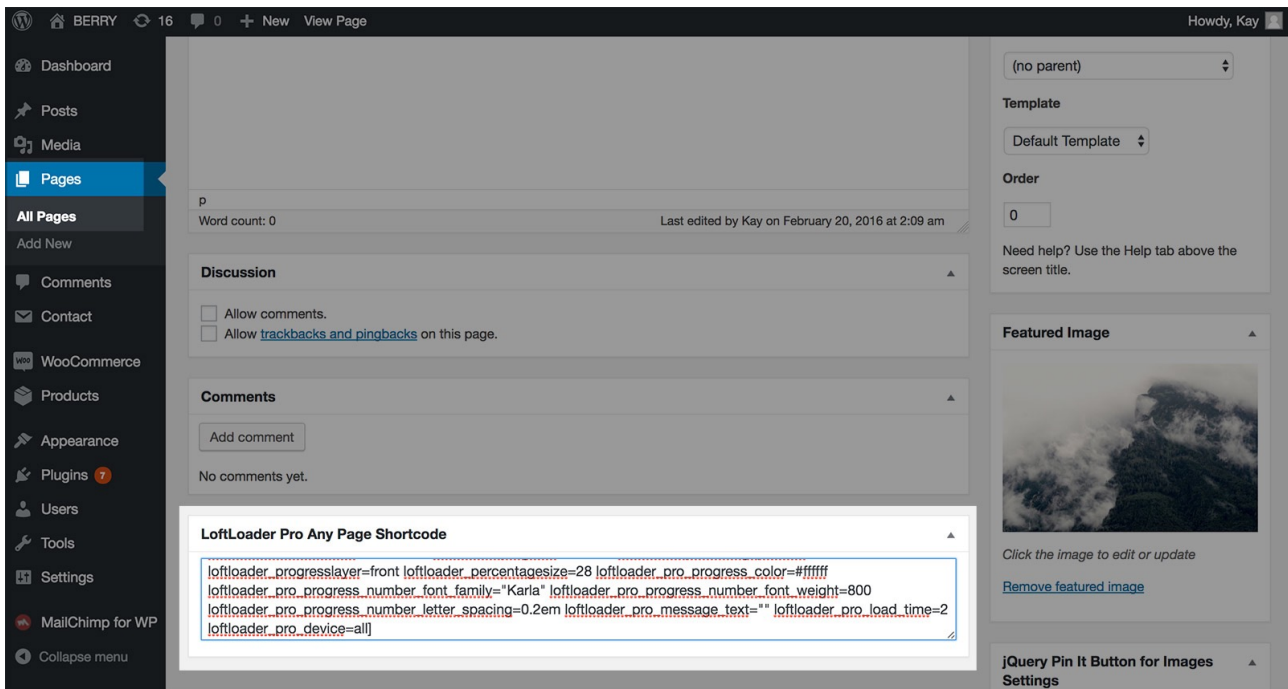 BERRY 16 0 New View Page Howdy, Kay
Dashboard
Posts
Media
Pages
All Pages
Add New
Comments
Contact
WOO WooCommerce
Products
Appearance
Plugins 7
Users
Tools
Settings
MailChimp for WP
Collapse menu
p
Word count: 0 Last edited by Kay on February 20, 2016 at 2:09 am
Discussion
Allow comments.
Allow trackbacks and pingbacks on this page.
Comments
Add comment
No comments yet.
LoftLoader Pro Any Page Shortcode
loftloader_progresslayer=front loftloader_percentagesize=28 loftloader_pro_progress_color=#ffffff
loftloader_pro_progress_number_font_family="Karla" loftloader_pro_progress_number_font_weight=800
loftloader_pro_progress_number_letter_spacing=0.2em loftloader_pro_message_text="" loftloader_pro_load_time=2
loftloader_pro_device=all]
(no parent)
Template
Default Template
Order
0
Need help? Use the Help tab above the
screen title.
Featured Image
Click the image to edit or update
Remove featured image
jQuery Pin It Button for Images
Settings